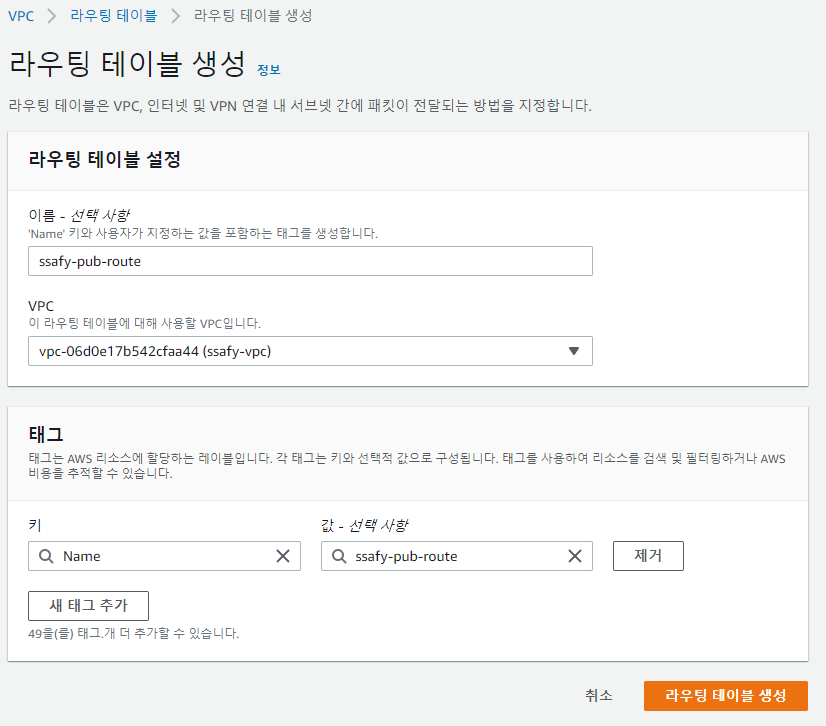 VPC > 라우팅 테이블 > 라우팅 테이블 생성
라우팅 테이블 생성 정보
라우팅 테이블은 VPC, 인터넷 및 VPN 연결 내 서브넷 간에 패킷이 전달되는 방법을 지정합니다.
라우팅 테이블 설정
이름 - 선택 사항
'Name' 키와 사용자가 지정하는 값을 포함하는 태그를 생성합니다.
ssafy-pub-route
VPC
이 라우팅 테이블에 대해 사용할 VPC입니다.
vpc-06d0e17b542cfaa44 (ssafy-vpc)
태그
태그는 AWS 리소스에 할당하는 레이블입니다. 각 태그는 키와 선택적 값으로 구성됩니다. 태그를 사용하여 리소스를 검색 및 필터링하거나 AWS
비용을 추적할 수 있습니다.
키 값 - 선택 사항
Name ssafy-pub-route 제거
새 태그 추가
49을(를) 태그.개 더 추가할 수 있습니다.
취소 라우팅 테이블 생성